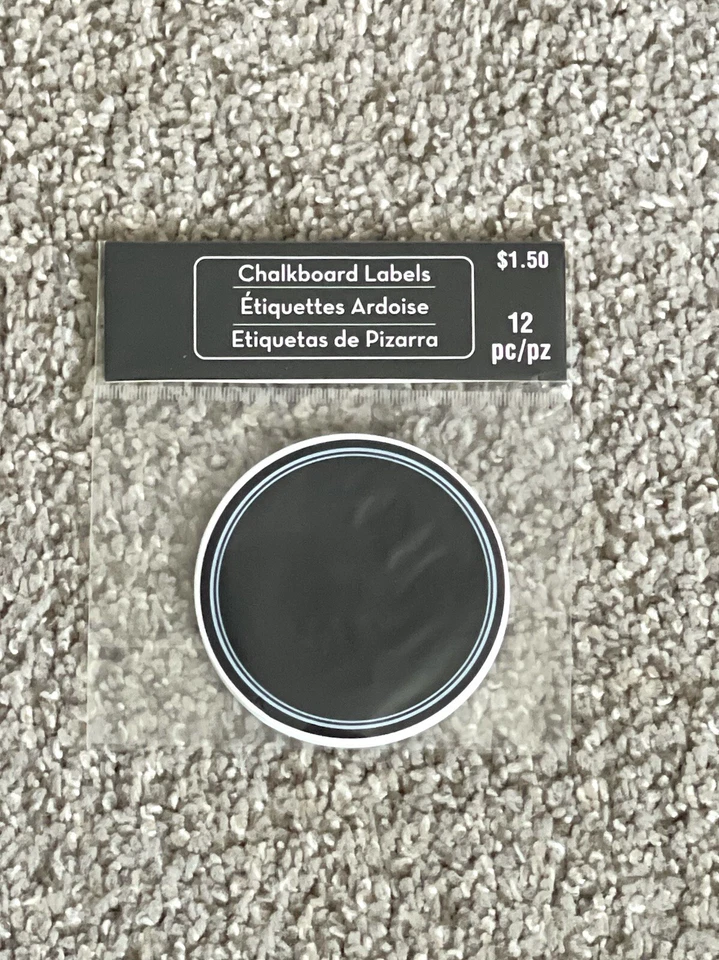 Chalkboard Labels
Étiquettes Ardoise
Etiquetas de Pizarra
$1.50
12
pc/pz